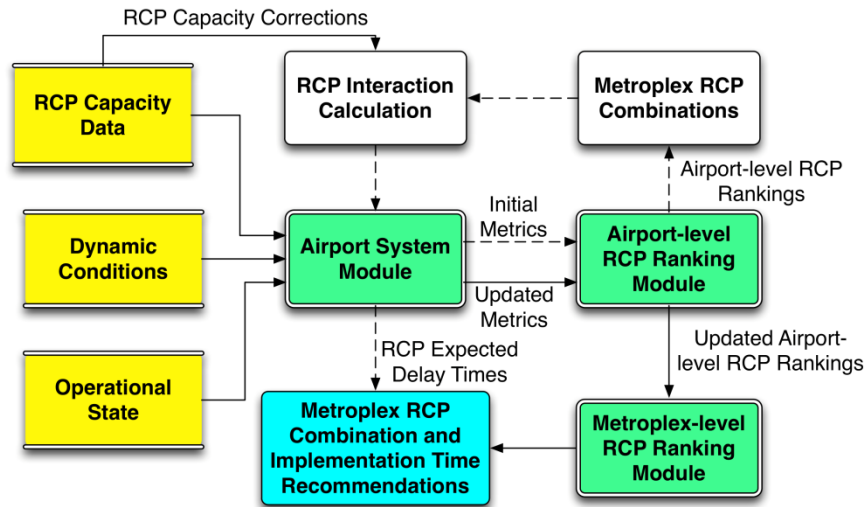 RCP Capacity Corrections
RCP Capacity
Data
RCP Interaction
Calculation
Metroplex RCP
Combinations
Airport-level RCP
Rankings
Initial
Metrics
Dynamic
Conditions
Airport System
Module
Airport-level
RCP Ranking
Module
Updated
Metrics
RCP Expected
Delay Times
Updated Airport-
level RCP Rankings
Operational
State
Metroplex RCP
Combination and
Implementation Time
Recommendations
Metroplex-level
RCP Ranking
Module